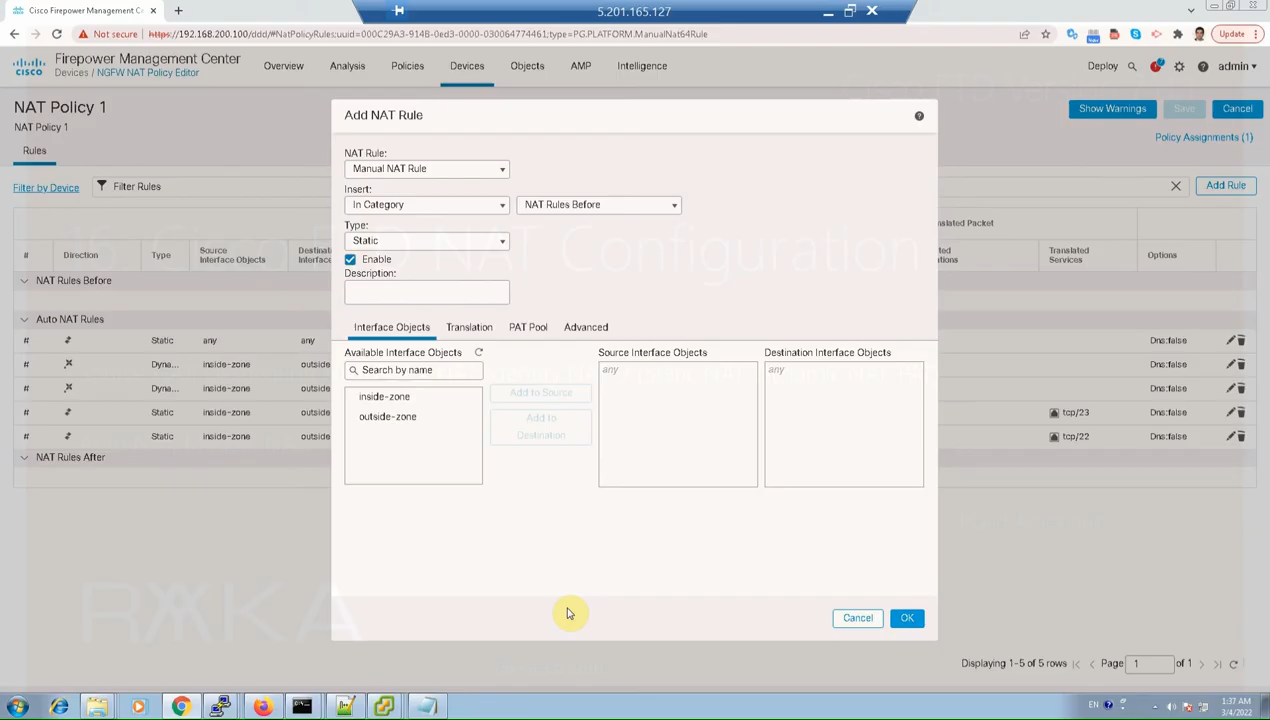 Cisco Firepower Management Ce
5.201.165.127
Not secure
https://192.168.200.100/ddd/#NatPolicyRules;uuid=000C29A3-914B-0ed3-0000-030064774461;type=PG.PLATFORM.ManualNat64Rule
Update
cisco
Firepower Management Center
Devices / NGFW NAT Policy Editor
Overview
Analysis
Policies
Devices
Objects
AMP
Intelligence
Deploy
admin
NAT Policy 1
NAT Policy 1
Show Warnings
Save
Cancel
Policy Assignments (1)
Rules
Filter by Device
Filter Rules
Add Rule
Add NAT Rule
NAT Rule:
Manual NAT Rule
Insert:
In Category
NAT Rules Before
Type:
Static
Enable
Description:
Interface Objects
Translation
PAT Pool
Advanced
Available Interface Objects
Search by name
inside-zone
outside-zone
Add to Source
Add to
Destination
Source Interface Objects
any
Destination Interface Objects
any
Cancel
OK
16. Cisco FTD NAT Configuration
RAYKA
# Direction Type Source Interface Objects Translated Services Options
NAT Rules Before
Auto NAT Rules
# Static any any Dns:false
# Dyna... inside-zone outside Dns:false
# Dyna... inside-zone outside Dns:false
# Static inside-zone outside tcp/23 Dns:false
# Static inside-zone outside tcp/22 Dns:false
NAT Rules After
Displaying 1-5 of 5 rows
Page 1 of 1
EN
1:37 AM
3/4/2022